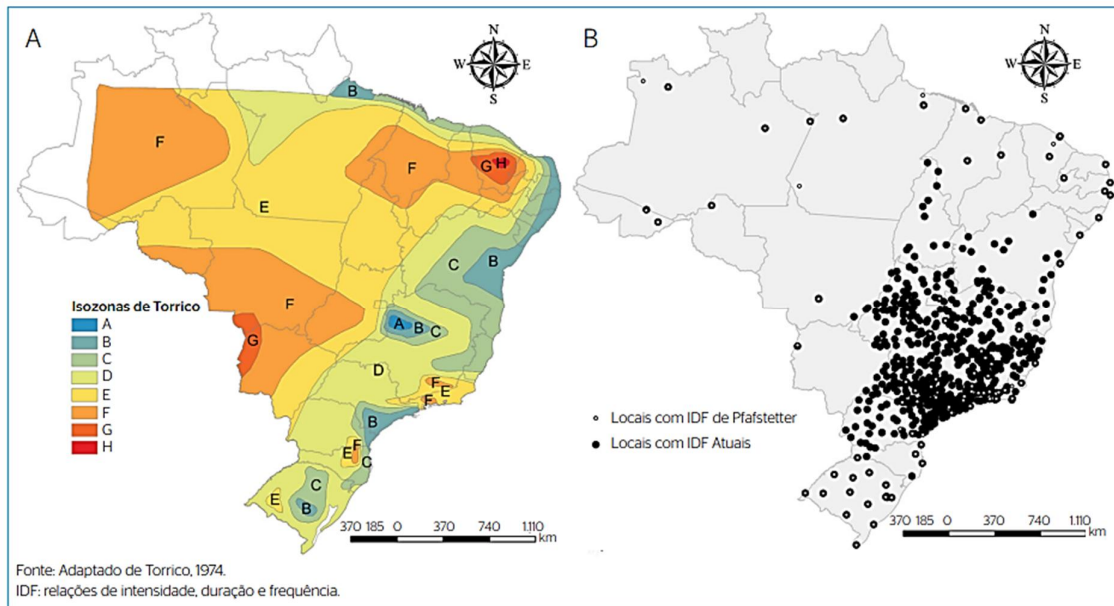 A
N
W E
S
B
F
G H
F
E
C
B
F
A B C
G
D
F
E
F
B
F
E
C
C
E
B
Isozonas de Torrico
A
B
C
D
E
F
G
H
370 185 0 370 740 1.110
km
B
N
W E
S
Locais com IDF de Pfafstetter
Locais com IDF Atuais
370 185 0 370 740 1.110
km
Fonte: Adaptado de Torrico, 1974.
IDF: relações de intensidade, duração e frequência.